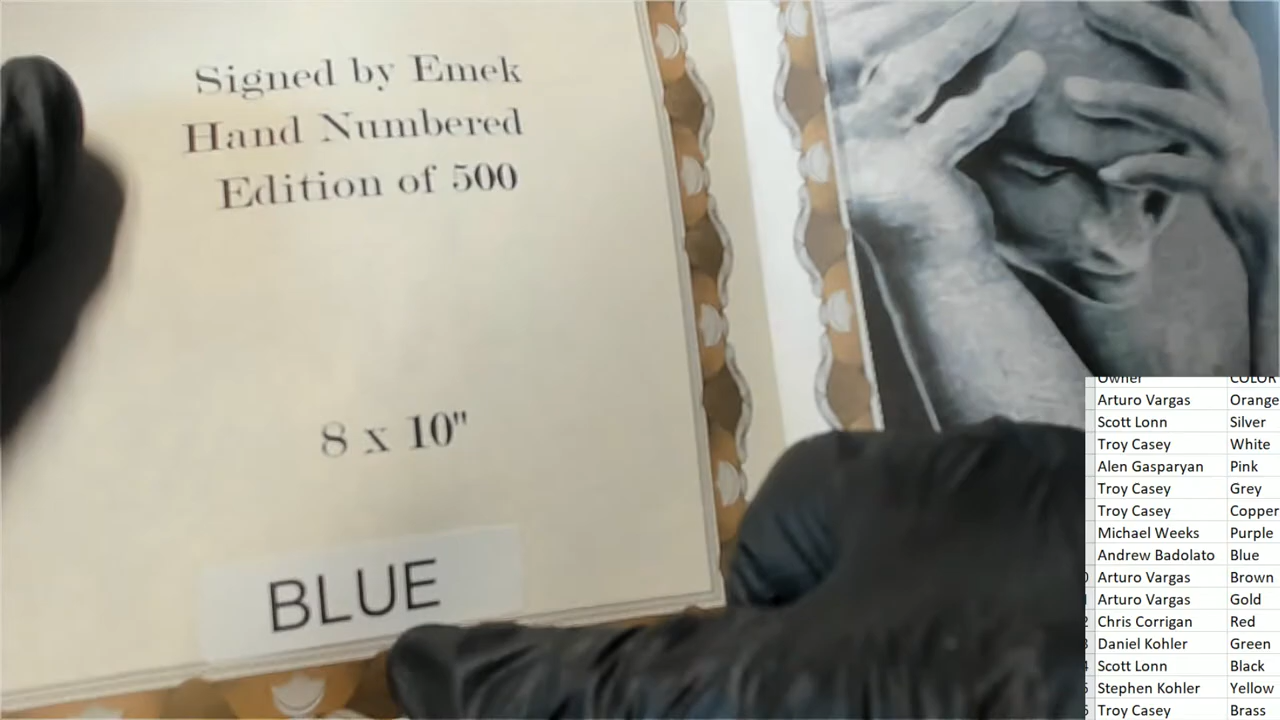 Signed by Emek
Hand Numbered
Edition of 500
8 x 10"
BLUE
Owner COLOR
Arturo Vargas Orange
Scott Lonn Silver
Troy Casey White
Alen Gasparyan Pink
Troy Casey Grey
Troy Casey Copper
Michael Weeks Purple
Andrew Badolato Blue
Arturo Vargas Brown
Arturo Vargas Gold
Chris Corrigan Red
Daniel Kohler Green
Scott Lonn Black
Stephen Kohler Yellow
Troy Casey Brass